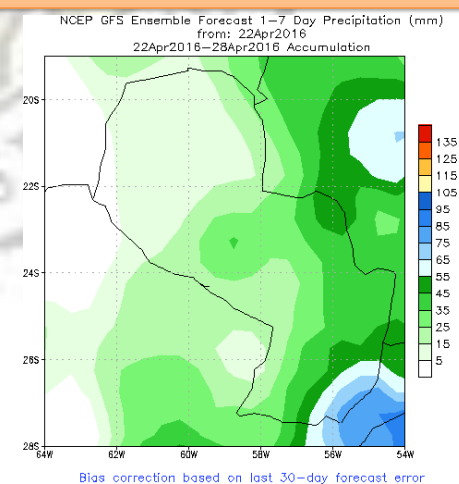 NCEP GFS Ensemble Forecast 1–7 Day Precipitation (mm)
from: 22Apr2016
22Apr2016–28Apr2016 Accumulation
20S
22S
24S
26S
28S
64W 62W 60W 58W 56W 54W
135
125
115
105
95
85
75
65
55
45
35
25
15
5
Bias correction based on last 30–day forecast error